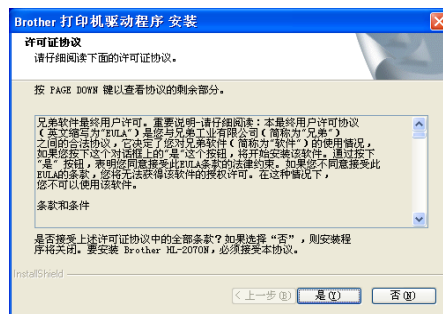 Brother 打印机驱动程序 安装
许可证协议
请仔细阅读下面的许可证协议。
按 PAGE DOWN 键以查看协议的剩余部分。
兄弟软件最终用户许可。重要说明-请仔细阅读：本最终用户许可协议
（英文缩写为"EULA"）是您与兄弟工业有限公司（简称为"兄弟"）
之间的合法协议，它决定了您对兄弟软件（简称为"软件"）的使用情况，
如果您按下这个对话框上的"是"这个按钮，将开始安装该软件。通过按下
"是" 按钮，表明您同意接受此EULA条款的法律约束。如果您不同意接受此
EULA的条款，您将无法获得该软件的授权许可。在这种情况下，
您不可以使用该软件。
条款和条件
是否接受上述许可证协议中的全部条款？如果选择“否”，则安装程
序将关闭。要安装 Brother HL-2070N，必须接受本协议。
InstallShield
< 上一步(B)
是(Y)
否(N)